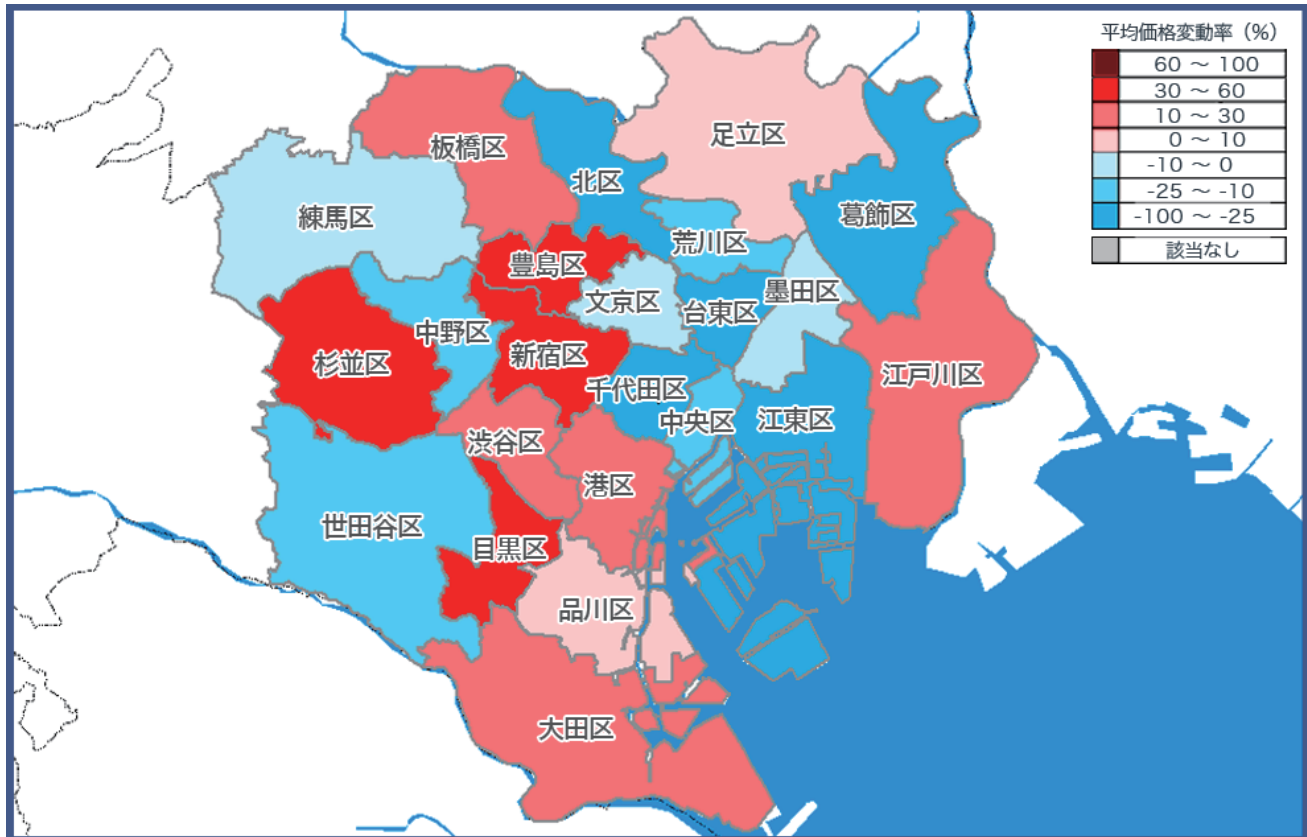 平均価格変動率（%）
60 ～ 100
30 ～ 60
10 ～ 30
0 ～ 10
-10 ～ 0
-25 ～ -10
-100 ～ -25
該当なし
足立区
板橋区
北区
葛飾区
練馬区
荒川区
豊島区
墨田区
文京区
台東区
中野区
新宿区
杉並区
江戸川区
千代田区
中央区
江東区
渋谷区
港区
世田谷区
目黒区
品川区
大田区